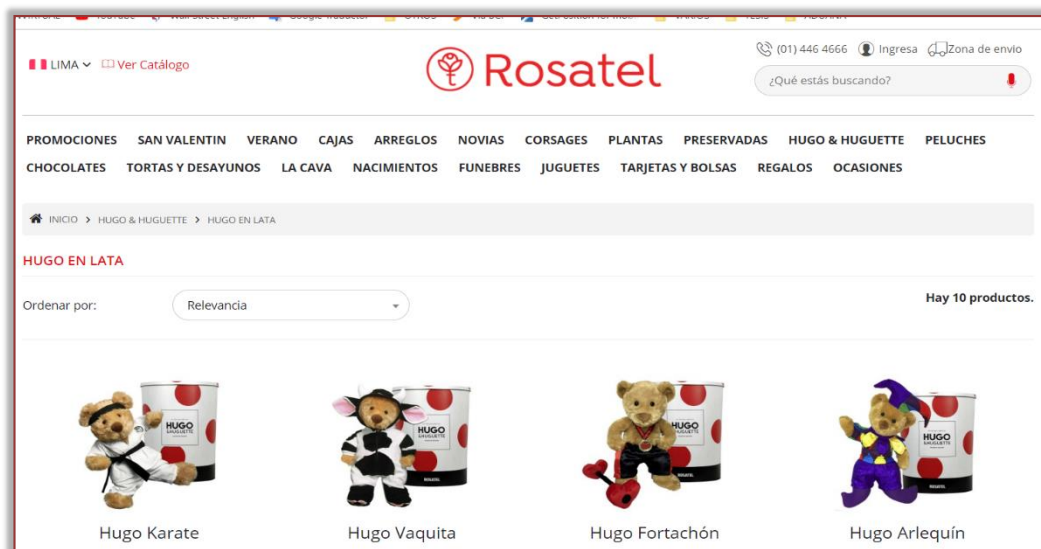 LIMA Ver Catálogo
Rosatel
(01) 446 4666 Ingresa Zona de envio
¿Qué estás buscando?
PROMOCIONES SAN VALENTIN VERANO CAJAS ARREGLOS NOVIAS CORSAGES PLANTAS PRESERVADAS HUGO & HUGUETTE PELUCHES
CHOCOLATES TORTAS Y DESAYUNOS LA CAVA NACIMIENTOS FUNEBRES JUGUETES TARJETAS Y BOLSAS REGALOS OCASIONES
INICIO > HUGO & HUGUETTE > HUGO EN LATA
HUGO EN LATA
Ordenar por: Relevancia Hay 10 productos.
HUGO
&HUGUETTE
HUGO
&HUGUETTE
ROSATEL
HUGO
&HUGUETTE
ROSATEL
HUGO
&HUGUETTE
ROSATEL
Hugo Karate Hugo Vaquita Hugo Fortachón Hugo Arlequín